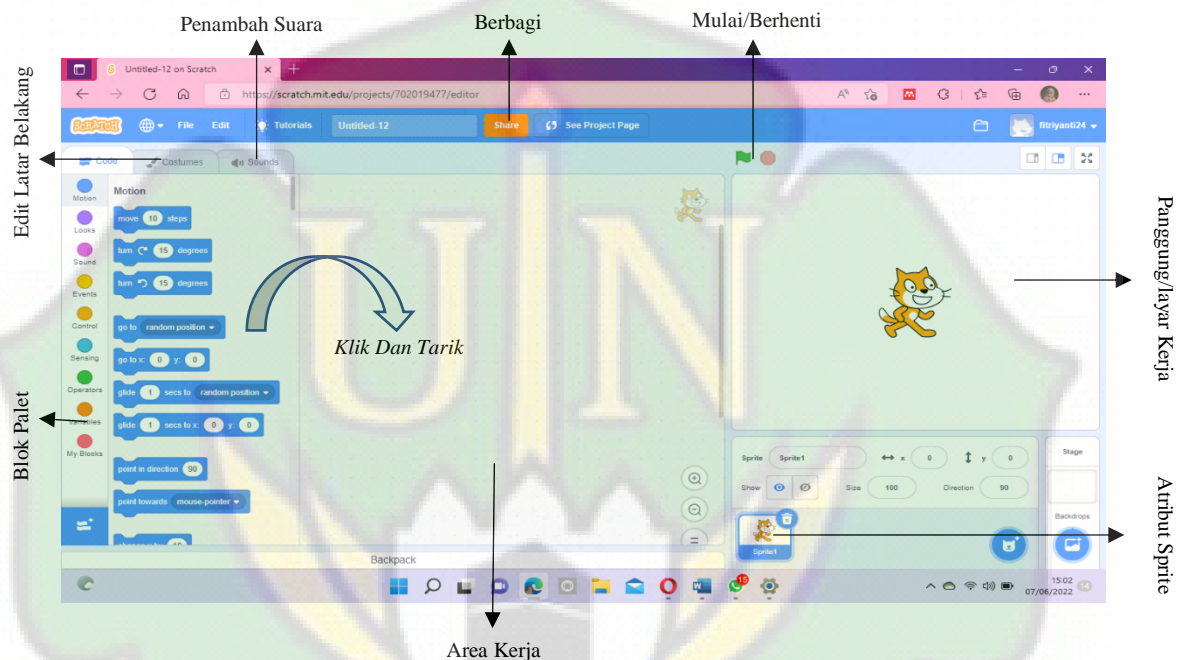 Penambah Suara
Berbagi
Mulai/Berhenti
Edit Latar Belakang
Untitled-12 on Scratch
https://scratch.mit.edu/projects/702019477/editor
SCRATCH File Edit Tutorials Untitled-12 Share See Project Page fitriyanti24
Code Costumes Sounds
Motion
Looks
Sound
Events
Control
Sensing
Operators
Variables
My Blocks
Motion
move 10 steps
turn 15 degrees
turn 15 degrees
go to random position
go to x: 0 y: 0
glide 1 secs to random position
glide 1 secs to x: 0 y: 0
point in direction 90
point towards mouse-pointer
Klik Dan Tarik
UIN
Panggung/layar Kerja
Blok Palet
Sprite Sprite1 x 0 y 0
Show Size 100 Direction 90
Sprite1
Stage
Backdrops
Atribut Sprite
Backpack
15:02
07/06/2022
14
15
Area Kerja